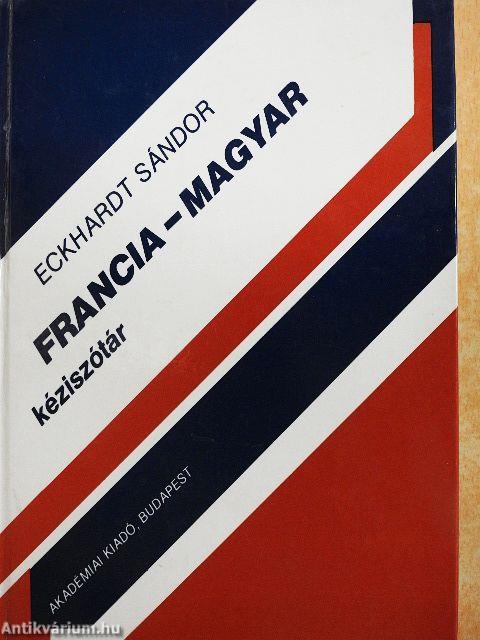 ECKHARDT SÁNDOR
FRANCIA – MAGYAR
kéziszótár
AKADÉMIAI KIADÓ, BUDAPEST
Antikvárium.hu